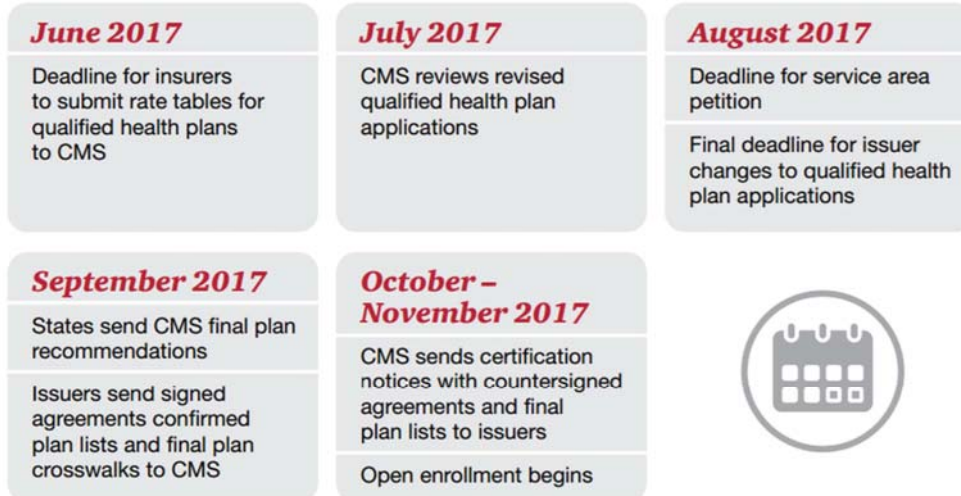 June 2017
Deadline for insurers
to submit rate tables for
qualified health plans
to CMS
July 2017
CMS reviews revised
qualified health plan
applications
August 2017
Deadline for service area
petition
Final deadline for issuer
changes to qualified health
plan applications
September 2017
States send CMS final plan
recommendations
Issuers send signed
agreements confirmed
plan lists and final plan
crosswalks to CMS
October –
November 2017
CMS sends certification
notices with countersigned
agreements and final
plan lists to issuers
Open enrollment begins